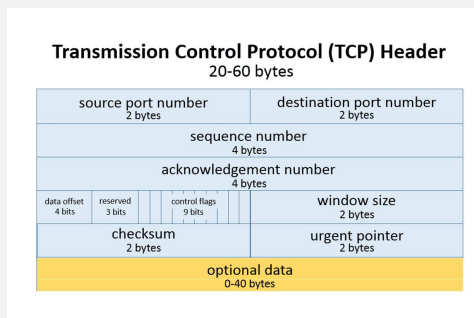 Transmission Control Protocol (TCP) Header
20-60 bytes
source port number
2 bytes
destination port number
2 bytes
sequence number
4 bytes
acknowledgement number
4 bytes
data offset
4 bits
reserved
3 bits
control flags
9 bits
window size
2 bytes
checksum
2 bytes
urgent pointer
2 bytes
optional data
0-40 bytes